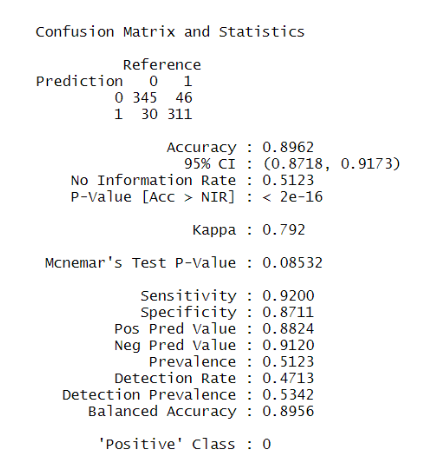 Confusion Matrix and Statistics
Reference
Prediction 0 1
0 345 46
1 30 311
Accuracy : 0.8962
95% CI : (0.8718, 0.9173)
No Information Rate : 0.5123
P-Value [Acc > NIR] : < 2e-16
Kappa : 0.792
Mcnemar's Test P-Value : 0.08532
Sensitivity : 0.9200
Specificity : 0.8711
Pos Pred Value : 0.8824
Neg Pred Value : 0.9120
Prevalence : 0.5123
Detection Rate : 0.4713
Detection Prevalence : 0.5342
Balanced Accuracy : 0.8956
'Positive' Class : 0